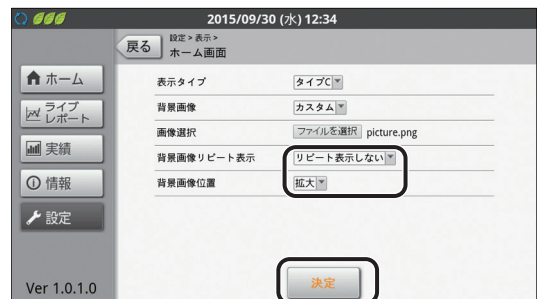 2015/09/30 (水) 12:34
戻る
設定 > 表示 >
ホーム画面
ホーム
ライブ
レポート
実績
情報
設定
Ver 1.0.1.0
表示タイプ タイプC
背景画像 カスタム
画像選択 ファイルを選択 picture.png
背景画像リピート表示 リピート表示しない
背景画像位置 拡大
決定